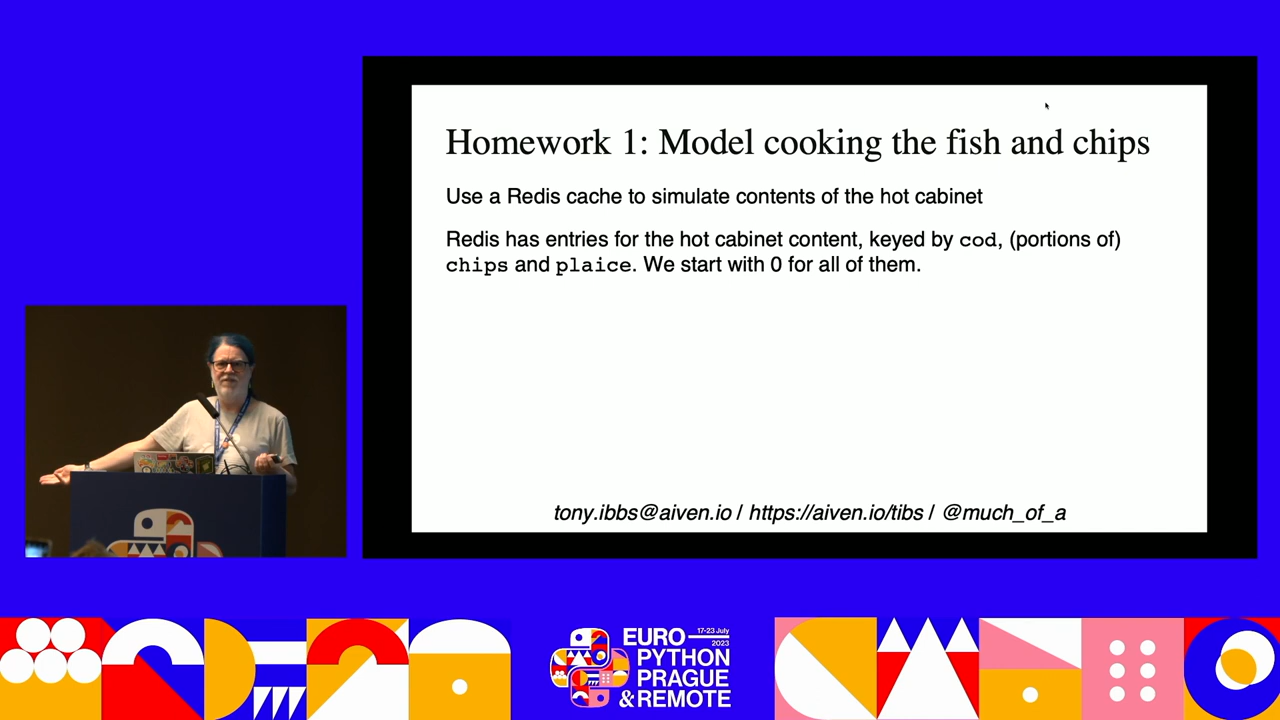 Homework 1: Model cooking the fish and chips
Use a Redis cache to simulate contents of the hot cabinet
Redis has entries for the hot cabinet content, keyed by cod, (portions of)
chips and plaice. We start with 0 for all of them.
tony.ibbs@aiven.io / https://aiven.io/tibs / @much_of_a
17-23 July
2023
EURO
PYTHON
PRAGUE
& REMOTE